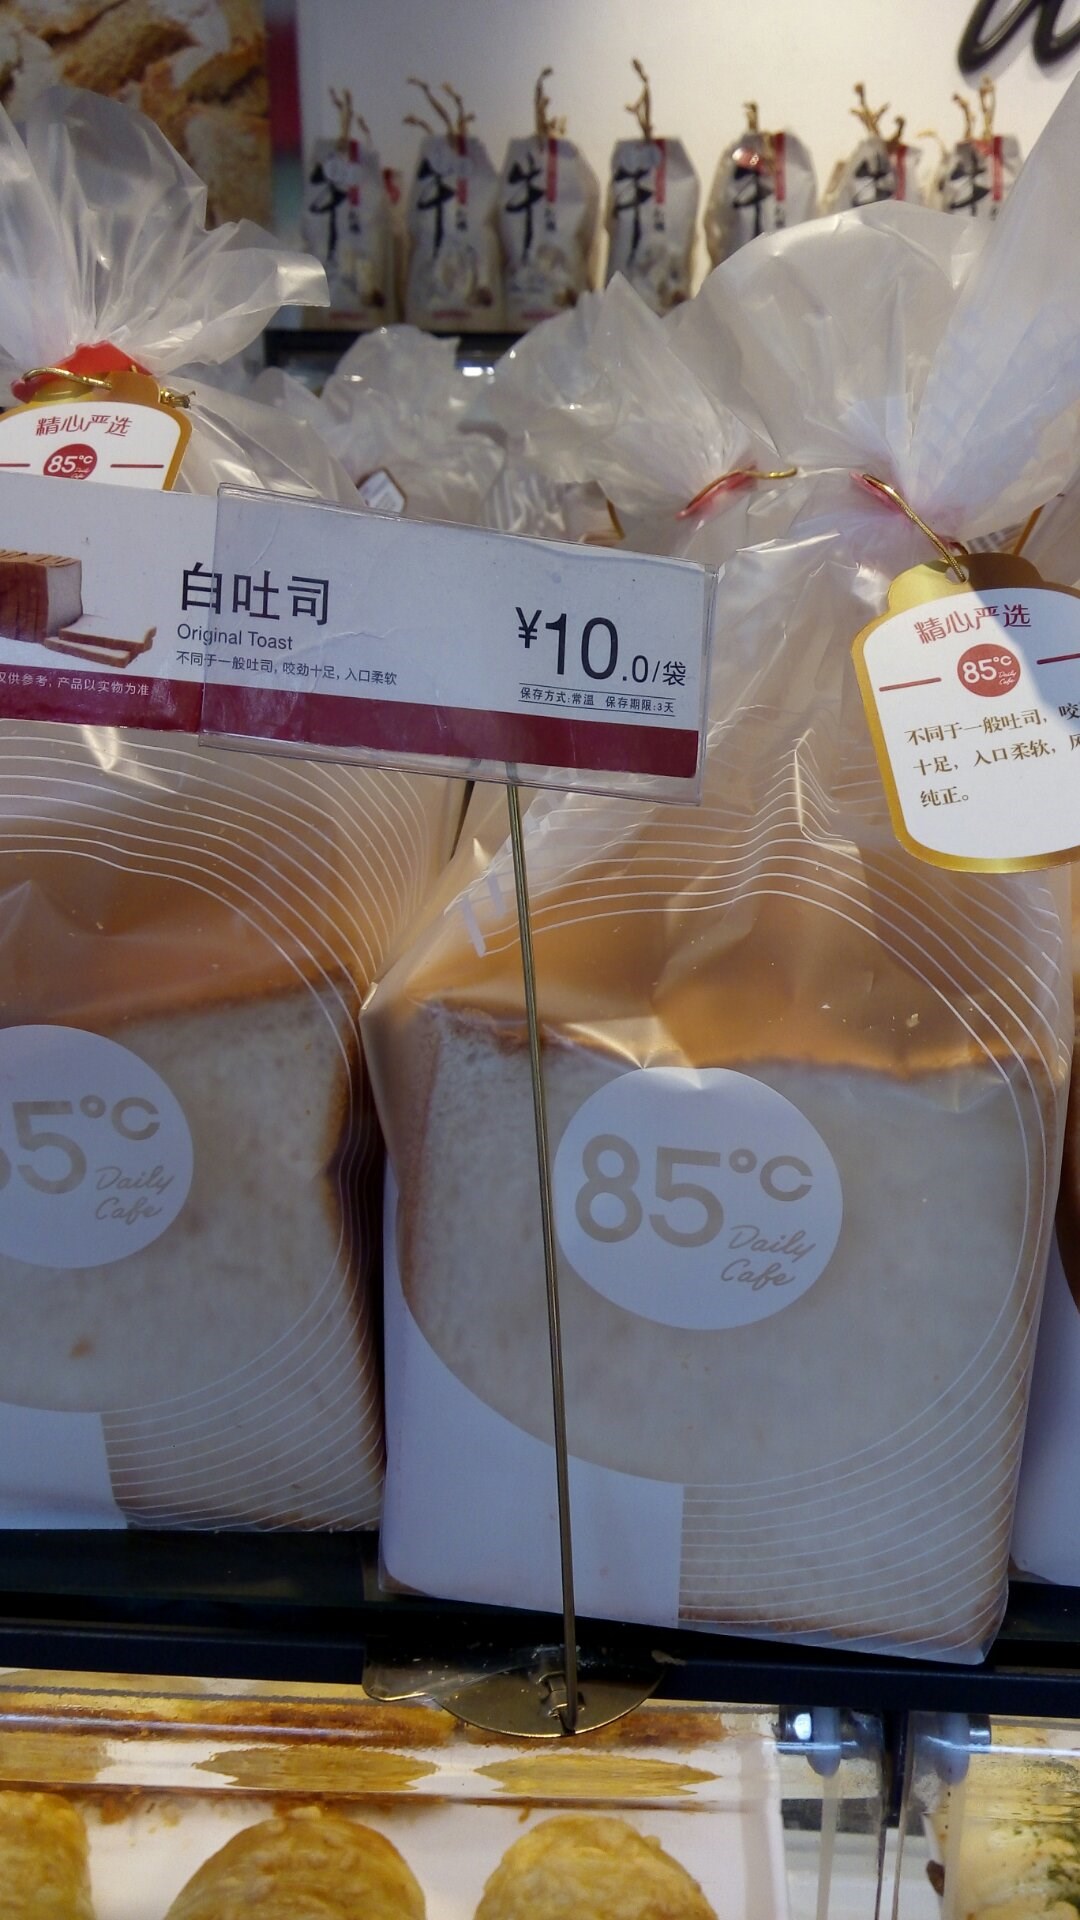 牛
牛
牛
牛
牛
牛
牛
精心严选
85°C
白吐司
Original Toast
不同于一般吐司, 咬劲十足, 入口柔软
仅供参考, 产品以实物为准
¥10.0/袋
保存方式:常温 保存期限:3天
精心严选
85°C
Daily
Cafe
不同于一般吐司, 咬
十足, 入口柔软, 风
纯正。
85°C
Daily
Cafe
85°C
Daily
Cafe